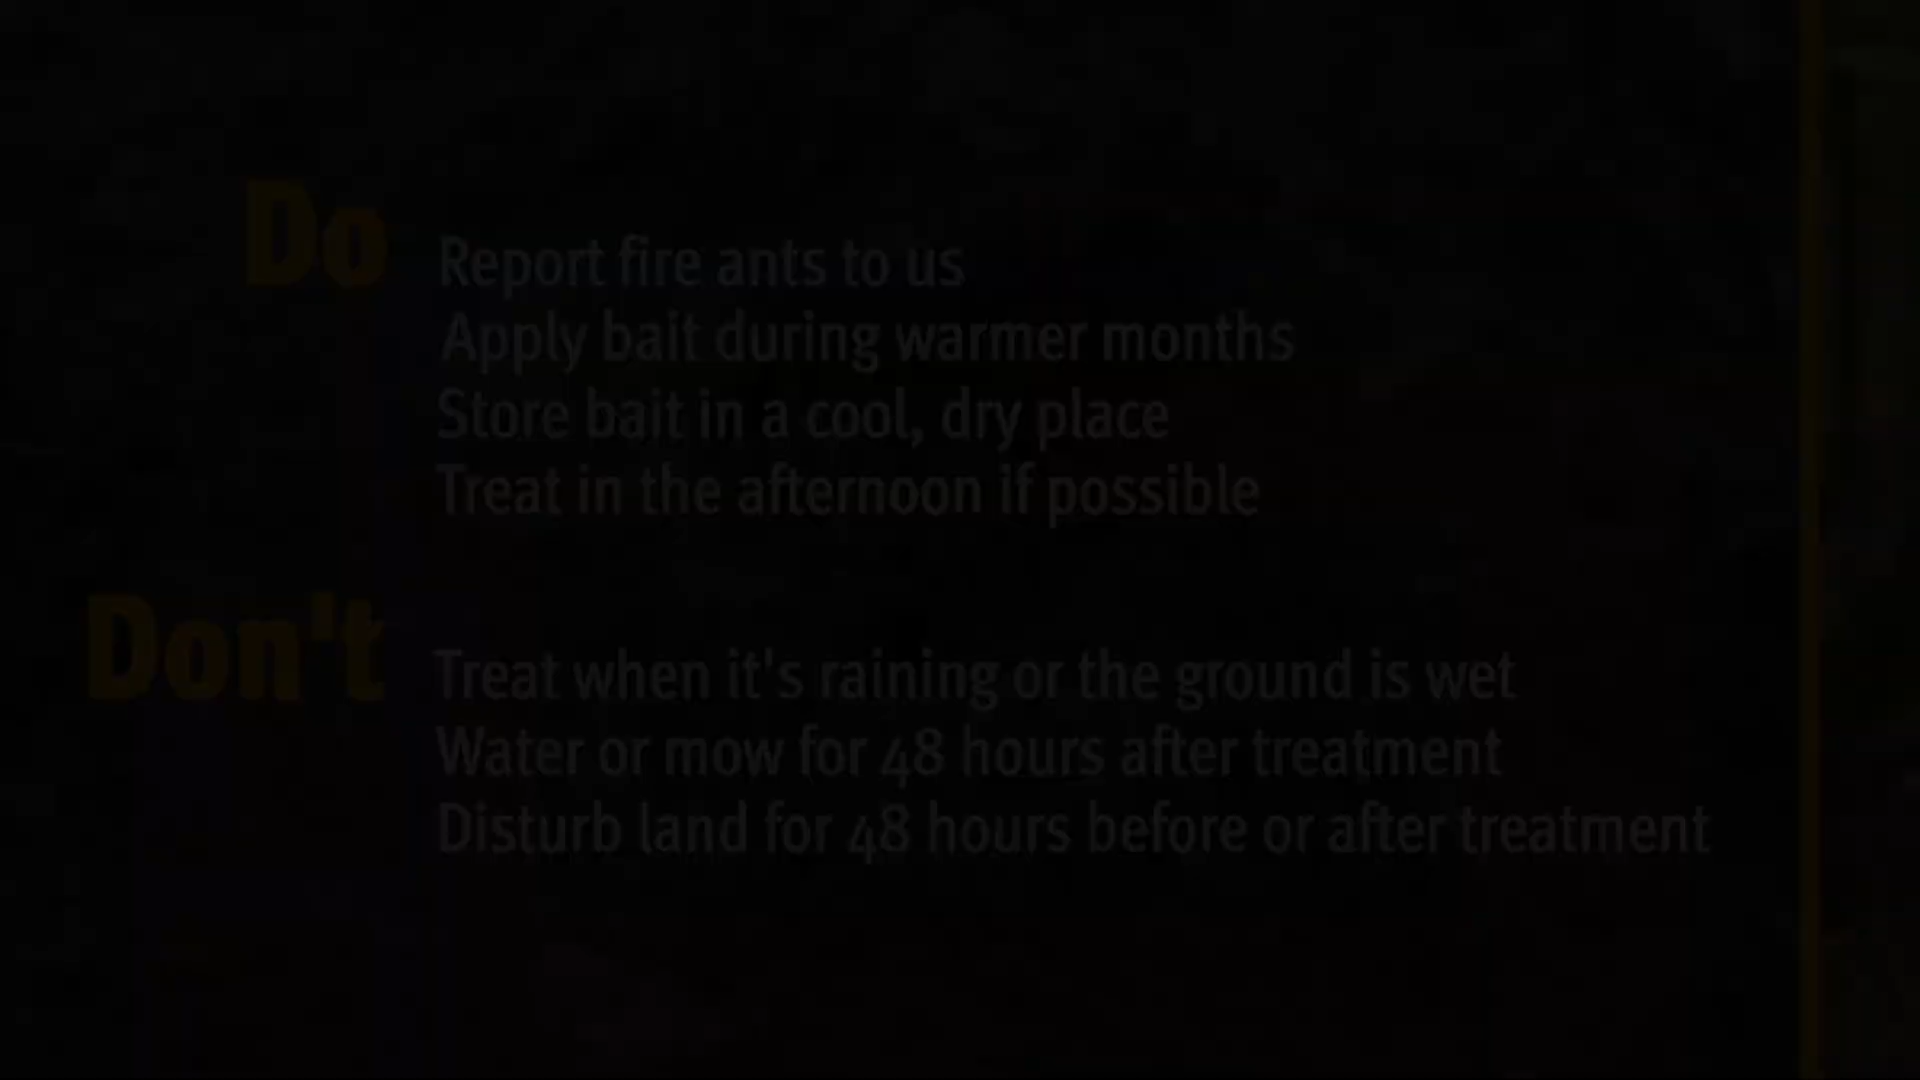 Do
Report fire ants to us
Apply bait during warmer months
Store bait in a cool, dry place
Treat in the afternoon if possible
Don't
Treat when it's raining or the ground is wet
Water or mow for 48 hours after treatment
Disturb land for 48 hours before or after treatment